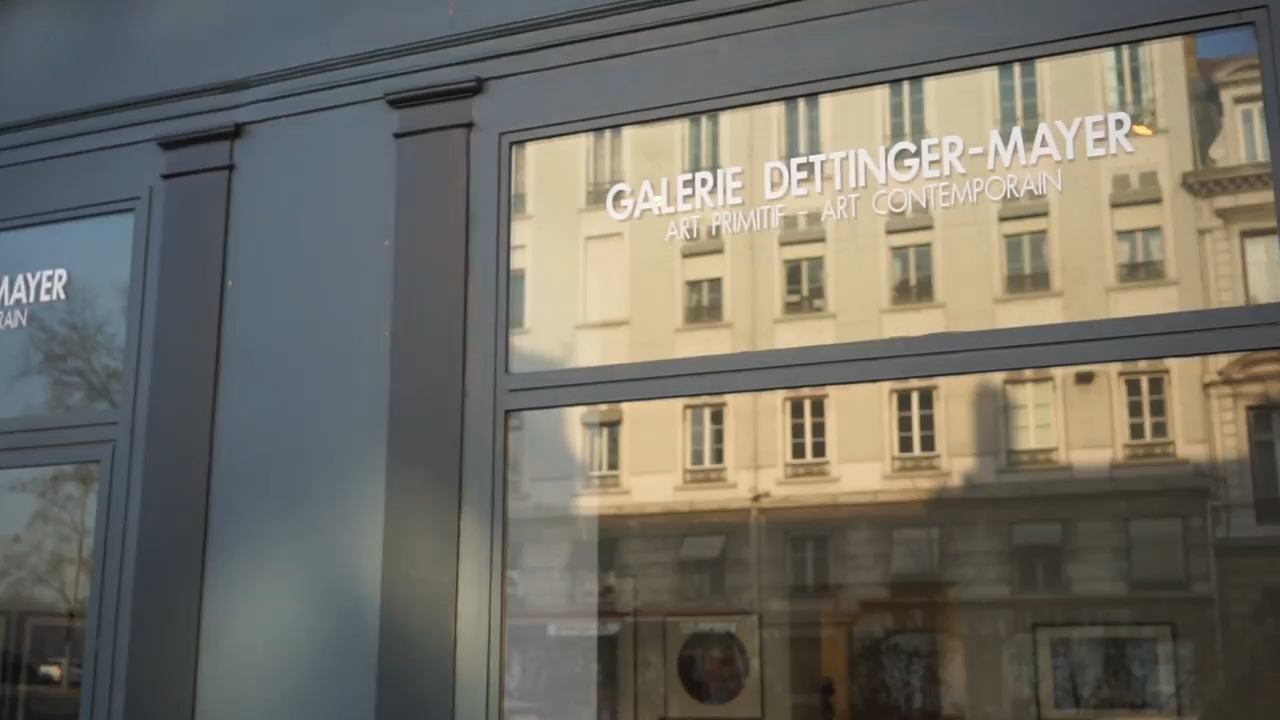 MAYER
RAIN
GALERIE DETTINGER-MAYER
ART PRIMITIF - ART CONTEMPORAIN